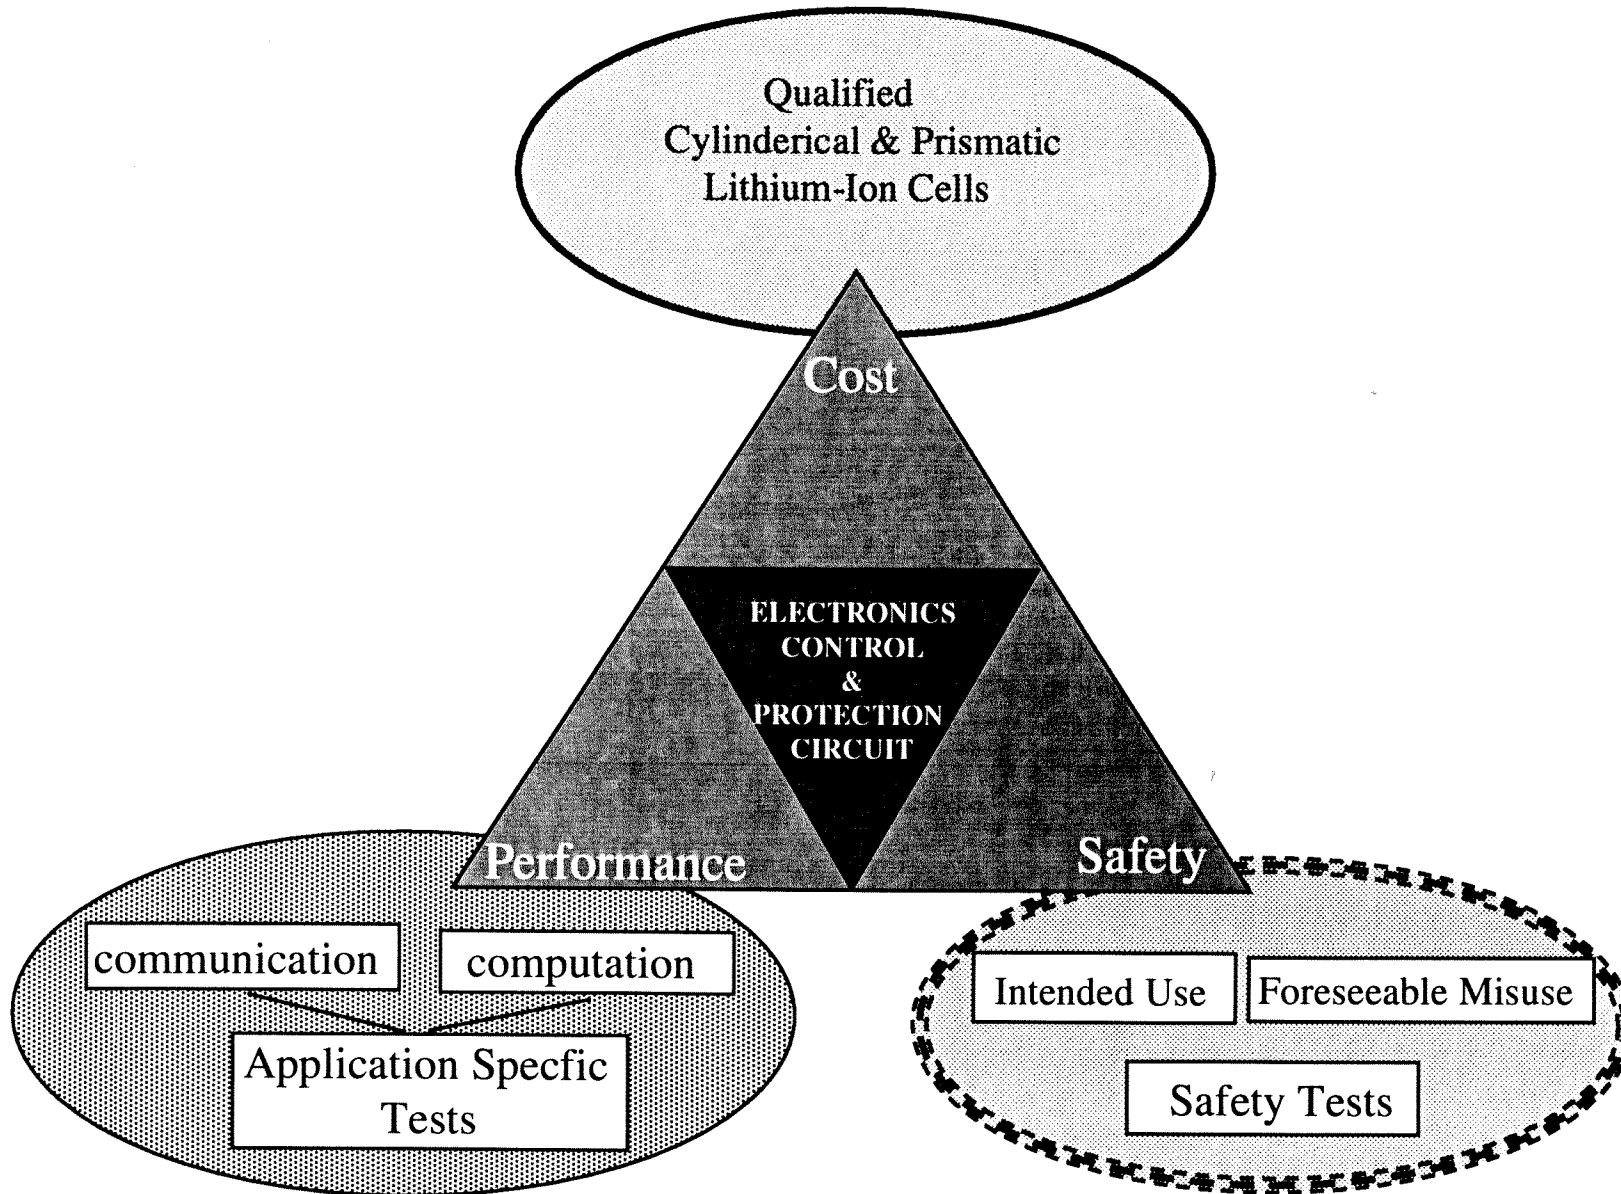 Qualified
Cylinderical & Prismatic
Lithium-Ion Cells
Cost
ELECTRONICS
CONTROL
&
PROTECTION
CIRCUIT
Performance
Safety
communication
computation
Application Specfic
Tests
Intended Use
Foreseeable Misuse
Safety Tests